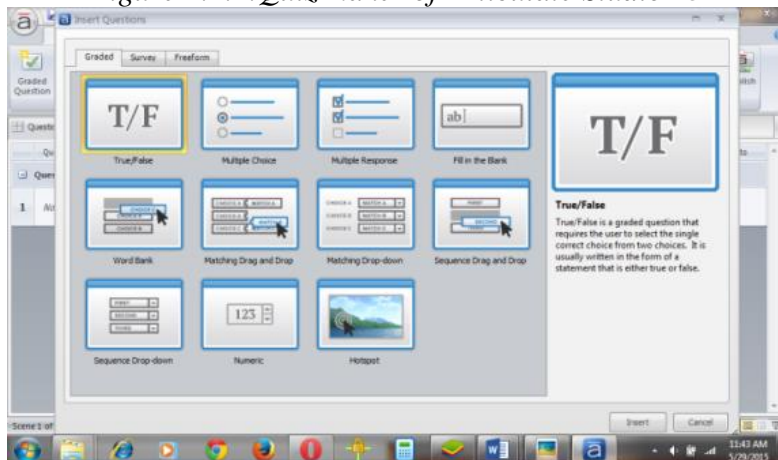 Insert Questions
Graded Survey Freeform
Graded
Question
T/F
True/False
Multiple Choice
Multiple Response
ab
Fill in the Blank
Word Bank
Matching Drag and Drop
Matching Drop-down
Sequence Drag and Drop
FIRST
SECOND
THIRD
Sequence Drop-down
123
Numeric
Hotspot
T/F
True/False
True/False is a graded question that
requires the user to select the single
correct choice from two choices. It is
usually written in the form of a
statement that is either true or false.
1
Scene 1 of
Insert Cancel
11:43 AM
5/29/2015